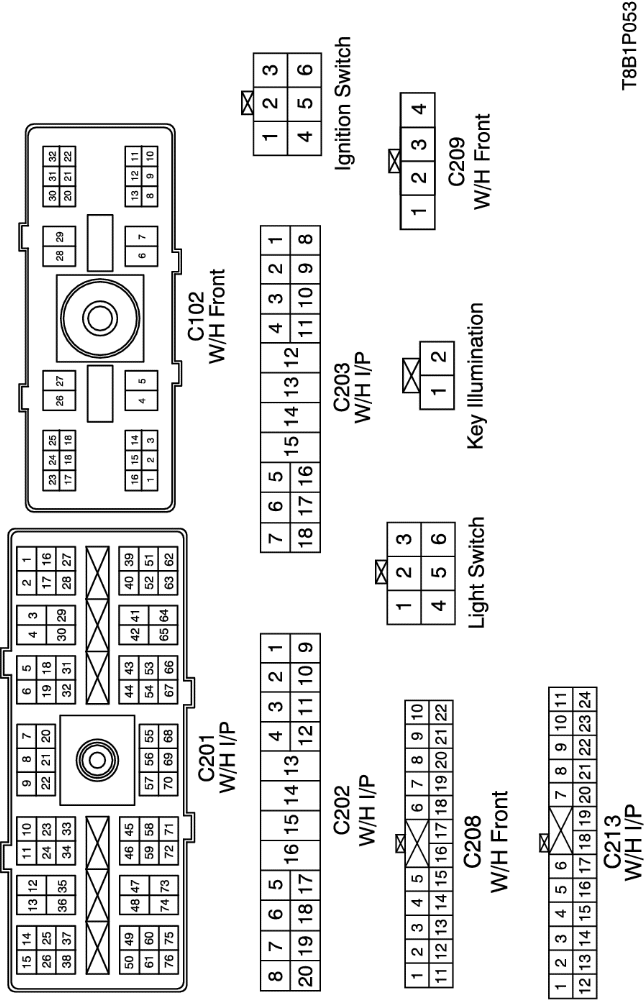 15 14 13 12 11 10 9 8 7 6 5 4 3 2 1
26 25 24 23 22 21 20 19 18 17 16
38 37 36 35 34 33 32 31 30 29 28 27
50 49 48 47 46 45 57 56 55 44 43 42 41 40 39
61 60 59 58 70 69 68 54 53 52 51
76 75 74 73 72 71 67 66 65 64 63 62
C201
W/H I/P
23 24 25 26 27 28 29 30 31 32
17 18 18 20 21 22
16 15 14 4 5 6 7 13 12 11
1 2 3 8 9 10
C102
W/H Front
8 7 6 5 16 15 14 13 4 3 2 1
20 19 18 17 12 11 10 9
C202
W/H I/P
7 6 5 15 14 13 12 4 3 2 1
18 17 16 11 10 9 8
C203
W/H I/P
1 2 3
4 5 6
Ignition Switch
1 2 3 4 5 6 7 8 9 10
11 12 13 14 15 16 17 18 19 20 21 22
C208
W/H Front
1 2 3
4 5 6
Light Switch
1 2
Key Illumination
1 2 3 4
C209
W/H Front
1 2 3 4 5 6 7 8 9 10 11
12 13 14 15 16 17 18 19 20 21 22 23 24
C213
W/H I/P
T8B1P053